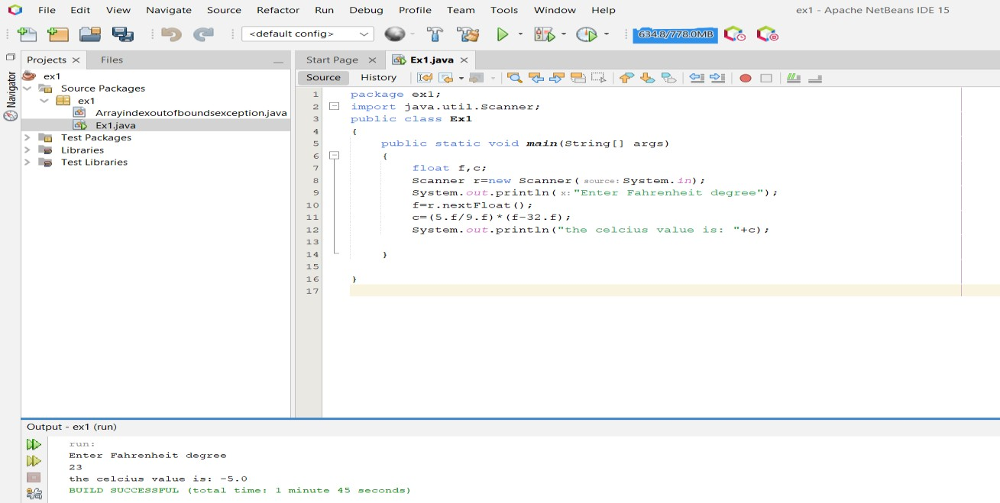 File Edit View Navigate Source Refactor Run Debug Profile Team Tools Window Help
ex1 - Apache NetBeans IDE 15
<default config>
634.8/778.0MB
Projects Files
Start Page Ex1.java
Navigator
Source History
ex1
Source Packages
ex1
Arrayindexoutofboundsexception.java
Ex1.java
Test Packages
Libraries
Test Libraries
1 package ex1;
2 import java.util.Scanner;
3 public class Ex1
4 {
5 public static void main(String[] args)
6 {
7 float f,c;
8 Scanner r=new Scanner( source: System.in);
9 System.out.println( x: "Enter Fahrenheit degree");
10 f=r.nextFloat();
11 c=(5.f/9.f)*(f-32.f);
12 System.out.println("the celcius value is: "+c);
13
14 }
15
16 }
17
Output - ex1 (run)
run:
Enter Fahrenheit degree
23
the celcius value is: -5.0
BUILD SUCCESSFUL (total time: 1 minute 45 seconds)